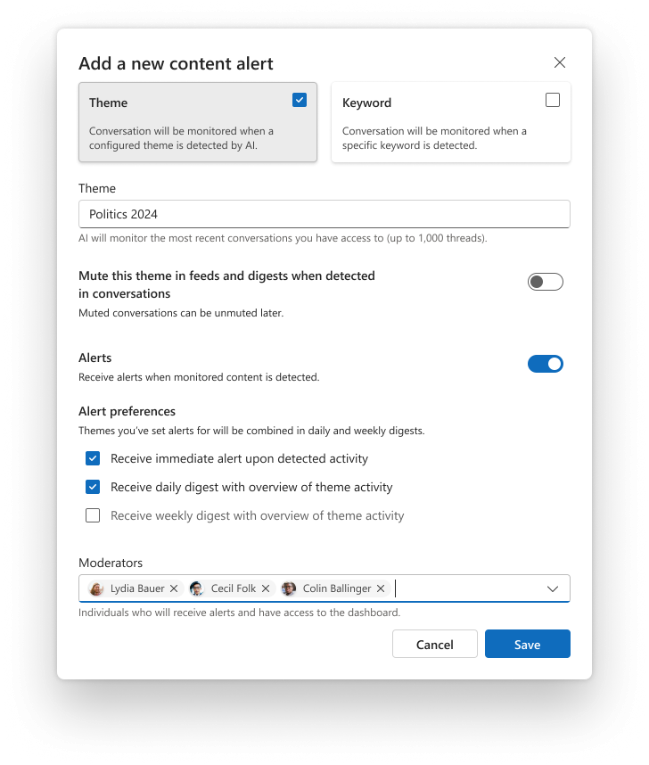 Add a new content alert
Theme
Conversation will be monitored when a
configured theme is detected by AI.
Keyword
Conversation will be monitored when a
specific keyword is detected.
Theme
Politics 2024
AI will monitor the most recent conversations you have access to (up to 1,000 threads).
Mute this theme in feeds and digests when detected
in conversations
Muted conversations can be unmuted later.
Alerts
Receive alerts when monitored content is detected.
Alert preferences
Themes you've set alerts for will be combined in daily and weekly digests.
Receive immediate alert upon detected activity
Receive daily digest with overview of theme activity
Receive weekly digest with overview of theme activity
Moderators
Lydia Bauer Cecil Folk Colin Ballinger
Individuals who will receive alerts and have access to the dashboard.
Cancel Save